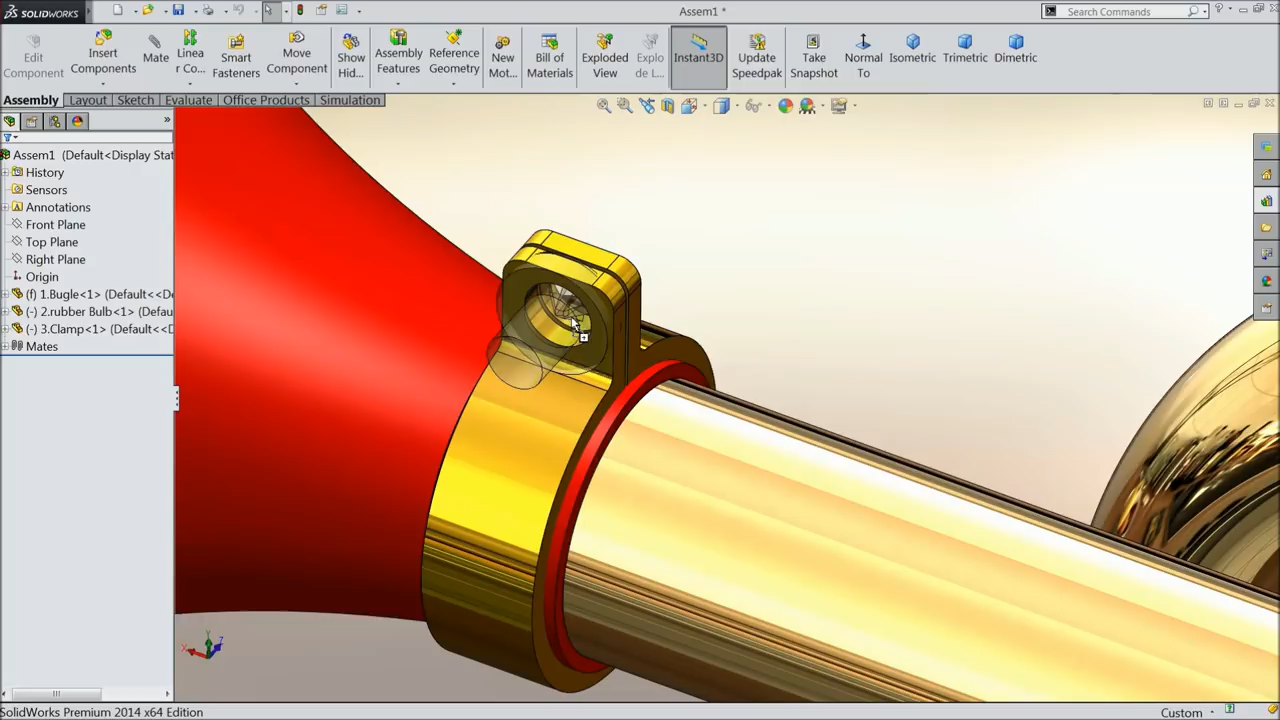 SOLIDWORKS
Assem1 *
Search Commands
Edit
Component
Insert
Components
Mate
Linea
r Co...
Smart
Fasteners
Move
Component
Show
Hid...
Assembly
Features
Reference
Geometry
New
Mot...
Bill of
Materials
Exploded
View
Explo
de L...
Instant3D
Update
Speedpak
Take
Snapshot
Normal
To
Isometric
Trimetric
Dimetric
Assembly
Layout
Sketch
Evaluate
Office Products
Simulation
Assem1 (Default<Display Stat
History
Sensors
Annotations
Front Plane
Top Plane
Right Plane
Origin
(f) 1.Bugle<1> (Default<<De
(-) 2.rubber Bulb<1> (Defau
(-) 3.Clamp<1> (Default<<D
Mates
SolidWorks Premium 2014 x64 Edition
Custom